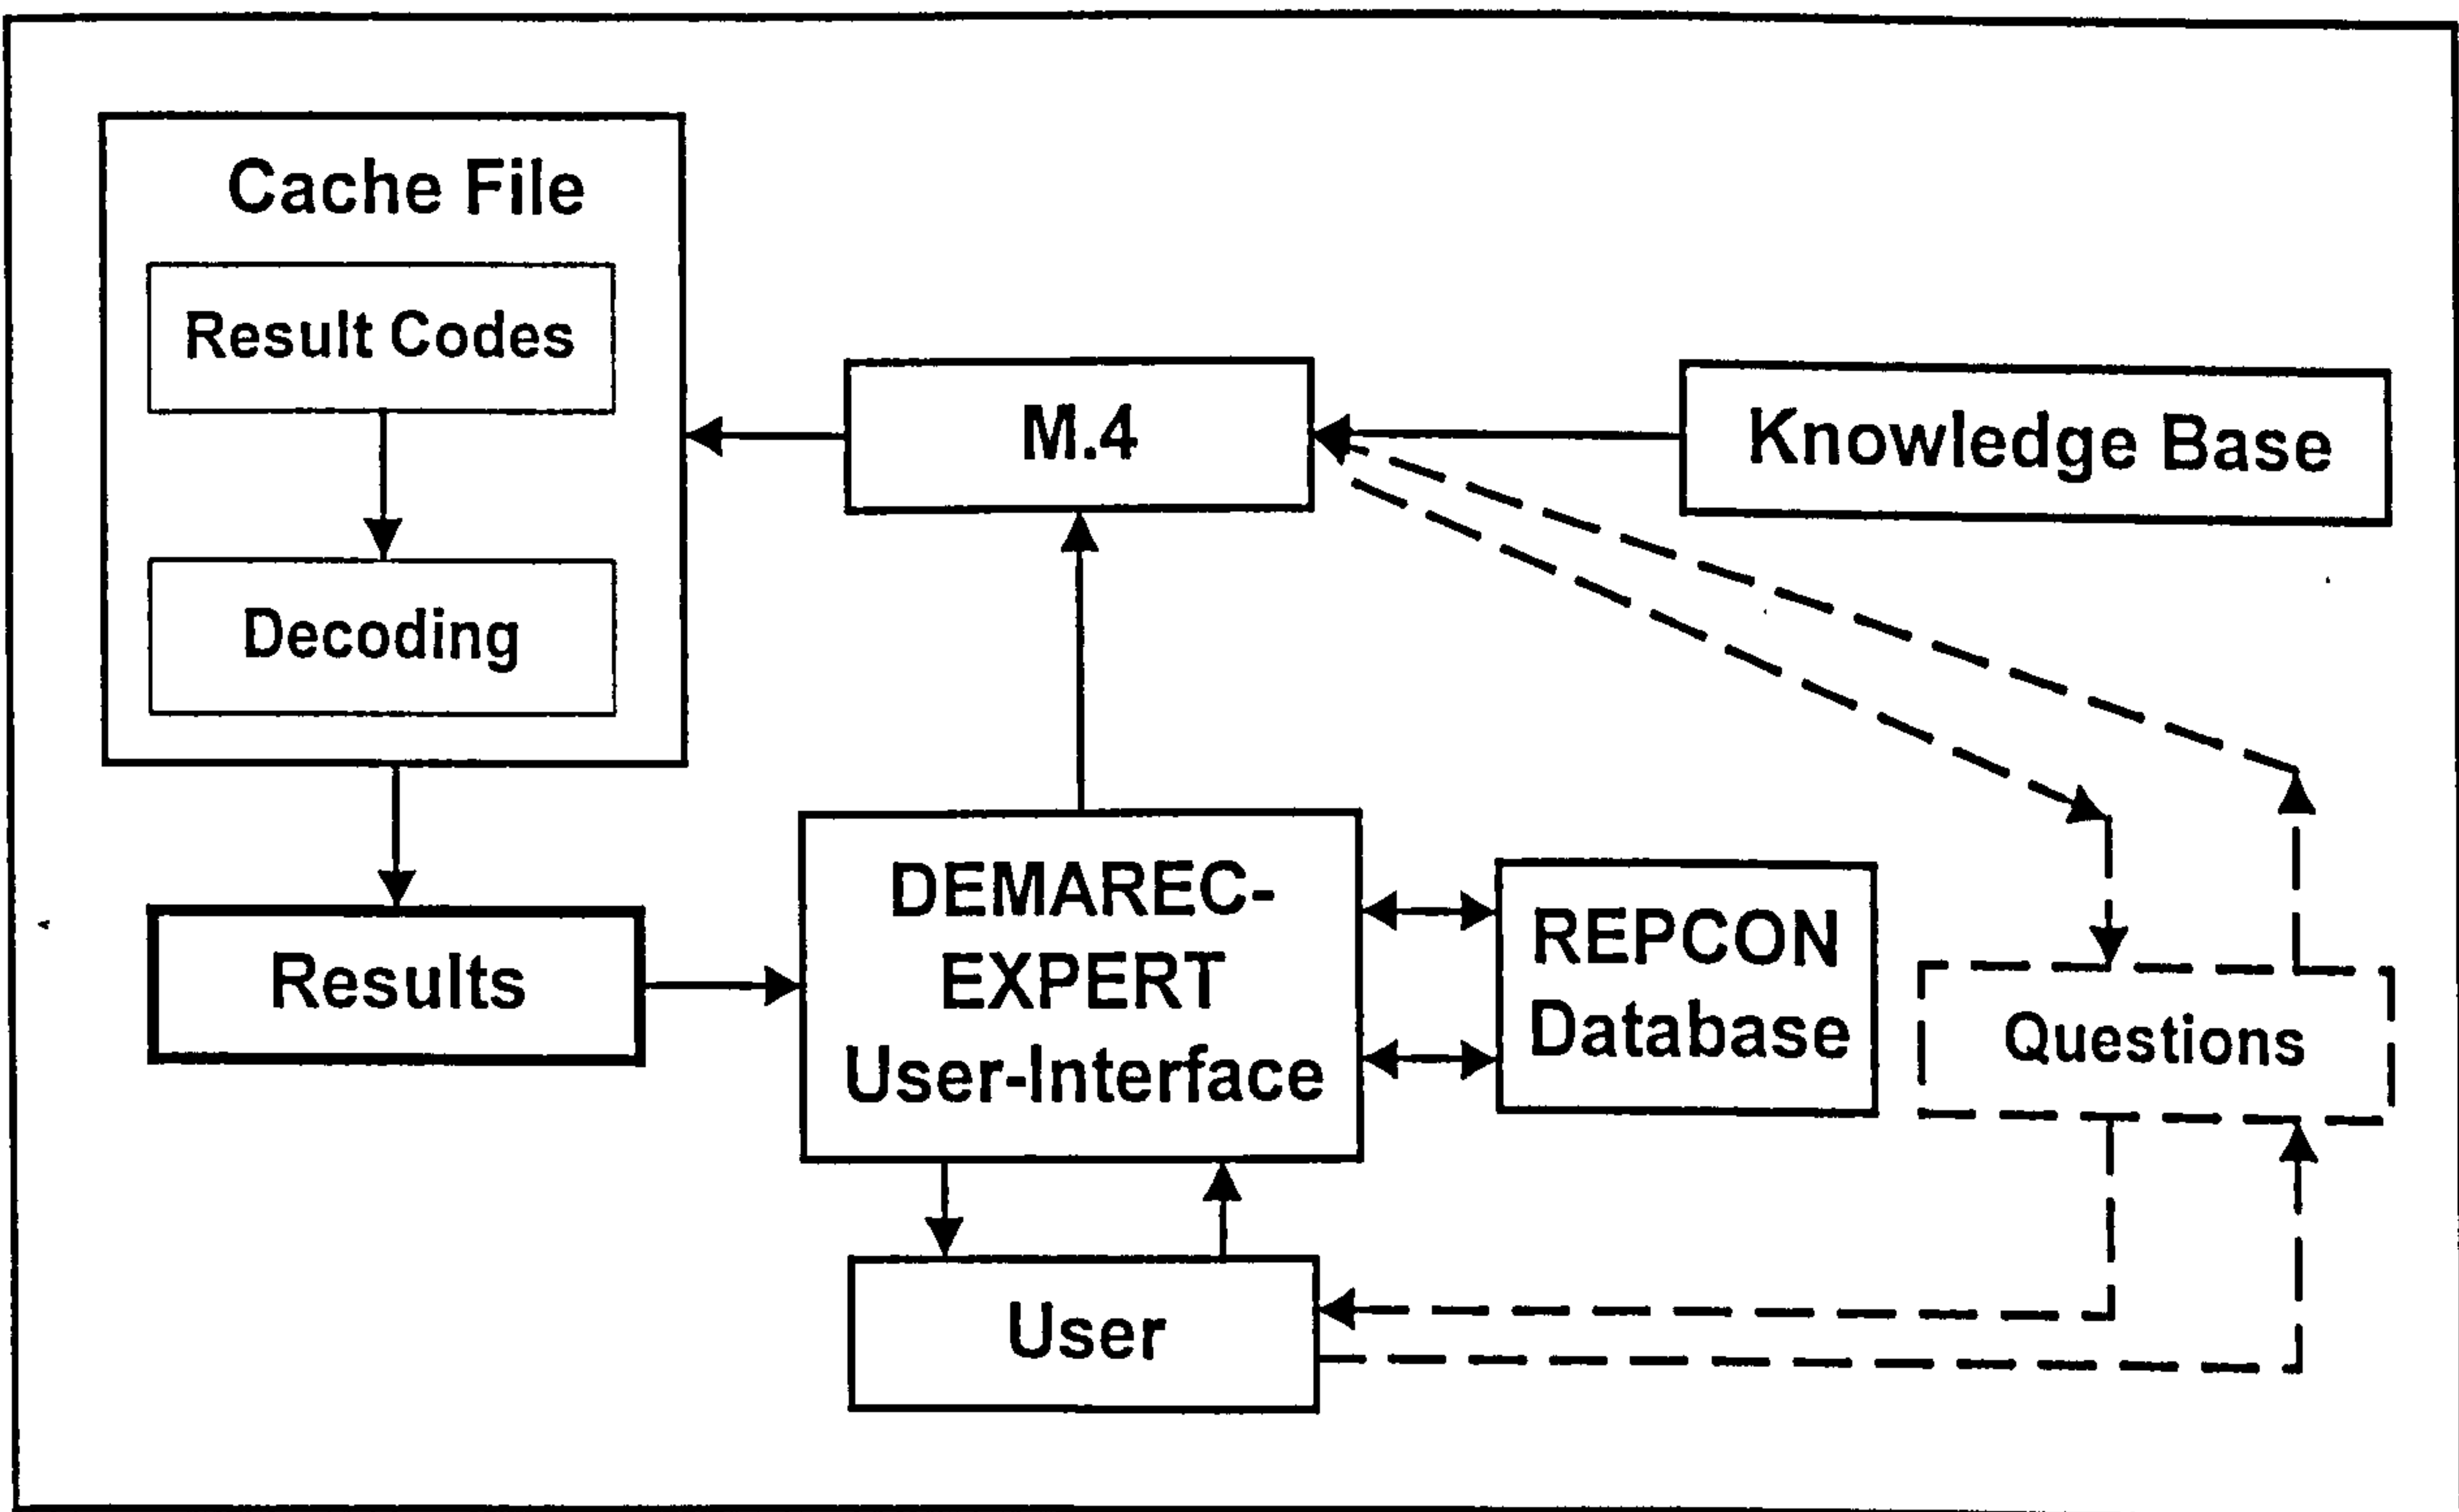 Cache File
Result Codes
Decoding
M.4
Knowledge Base
Results
DEMAREC-
EXPERT
User-Interface
REPCON
Database
Questions
User